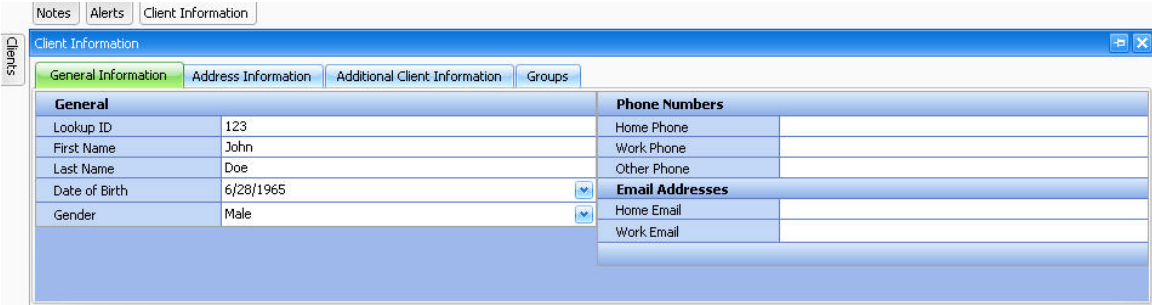 Notes Alerts Client Information
Clients
Client Information
General Information Address Information Additional Client Information Groups
General
Lookup ID 123
First Name John
Last Name Doe
Date of Birth 6/28/1965
Gender Male
Phone Numbers
Home Phone
Work Phone
Other Phone
Email Addresses
Home Email
Work Email